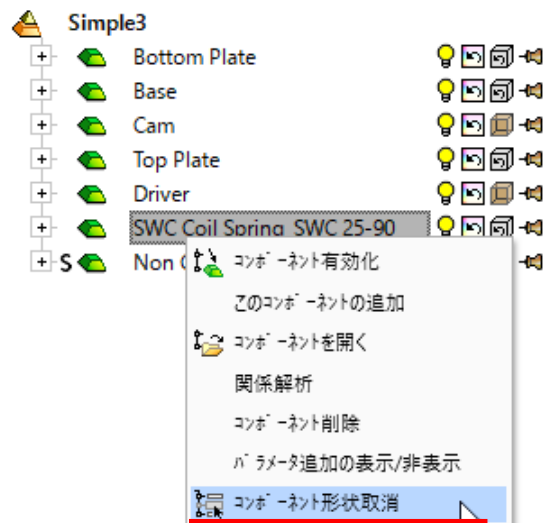 Simple3
Bottom Plate
Base
Cam
Top Plate
Driver
SWC Coil Spring SWC 25-90
S Non
ｺﾝﾎﾟｰﾈﾝﾄ有効化
このｺﾝﾎﾟｰﾈﾝﾄの追加
ｺﾝﾎﾟｰﾈﾝﾄを開く
関係解析
ｺﾝﾎﾟｰﾈﾝﾄ削除
ﾊﾟﾗﾒｰﾀ追加の表示/非表示
ｺﾝﾎﾟｰﾈﾝﾄ形状取消